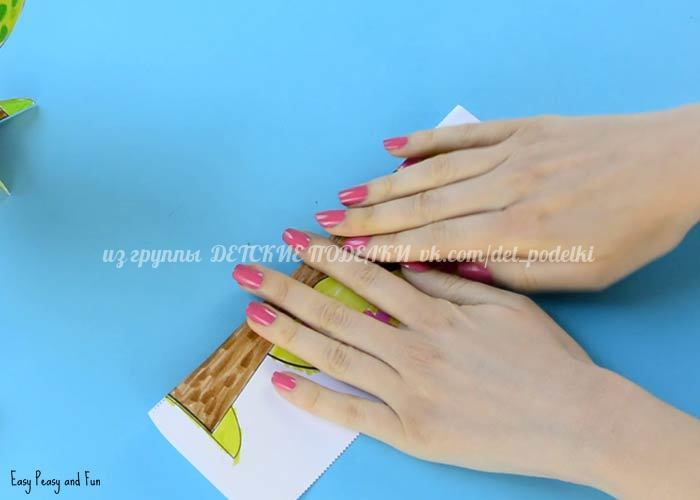 из группы ДЕТСКИЕ ПОДЕЛКИ vk.com/det_podelki
Easy Peasy and Fun